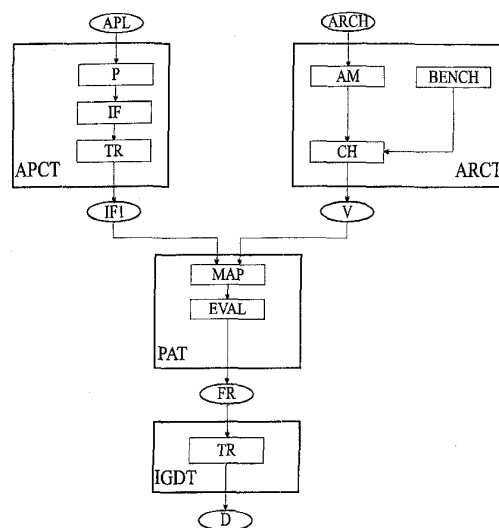 APL
ARCH
P
AM
BENCH
IF
TR
CH
APCT
ARCT
IF1
V
MAP
EVAL
PAT
FR
TR
IGDT
D